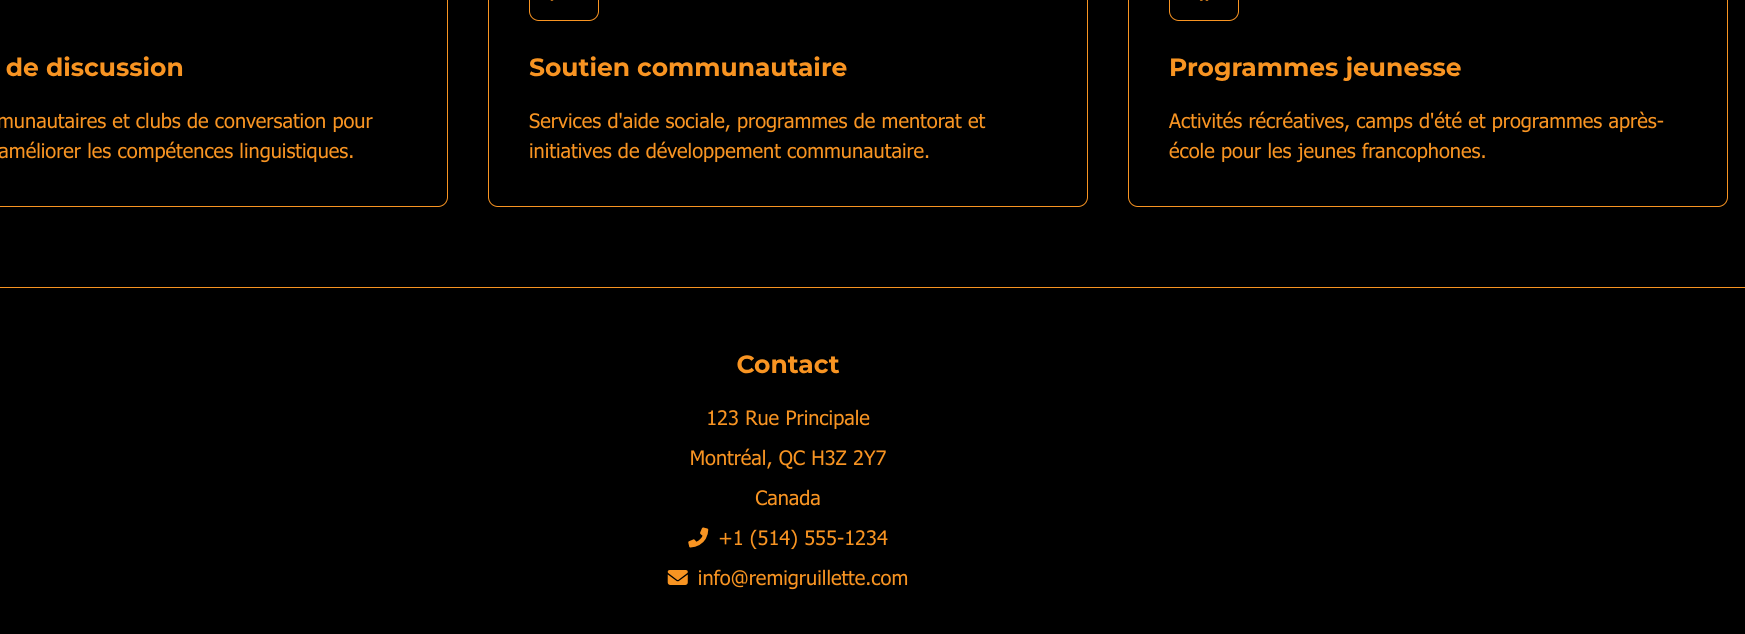 de discussion
munautaires et clubs de conversation pour
améliorer les compétences linguistiques.
Soutien communautaire
Services d'aide sociale, programmes de mentorat et
initiatives de développement communautaire.
Programmes jeunesse
Activités récréatives, camps d'été et programmes après-
école pour les jeunes francophones.
Contact
123 Rue Principale
Montréal, QC H3Z 2Y7
Canada
+1 (514) 555-1234
info@remigruillette.com